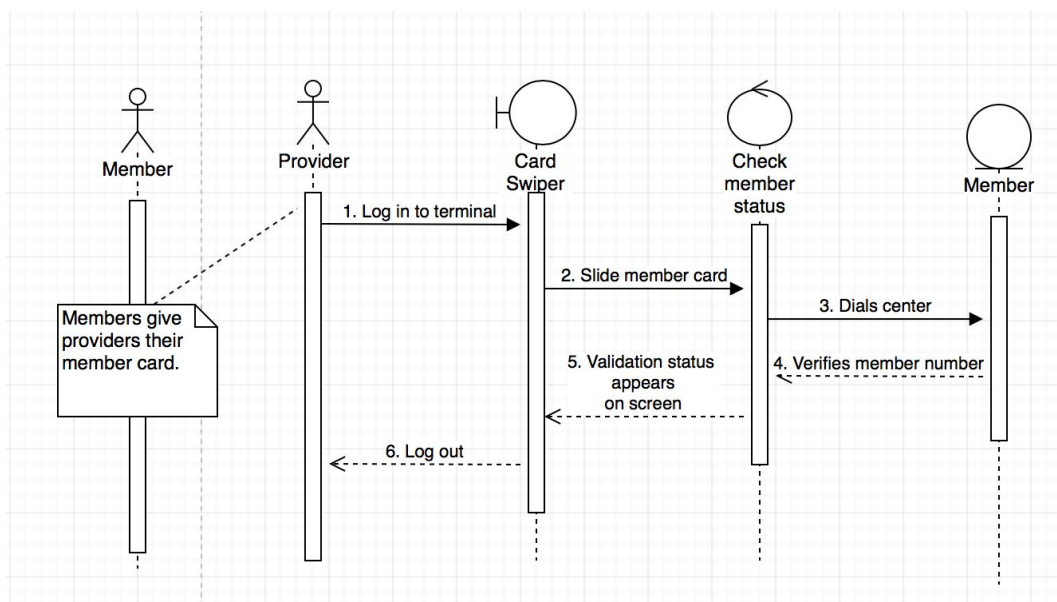 Member
Provider
Card
Swiper
Check
member
status
Member
1. Log in to terminal
2. Slide member card
3. Dials center
Members give
providers their
member card.
4. Verifies member number
5. Validation status
appears
on screen
6. Log out